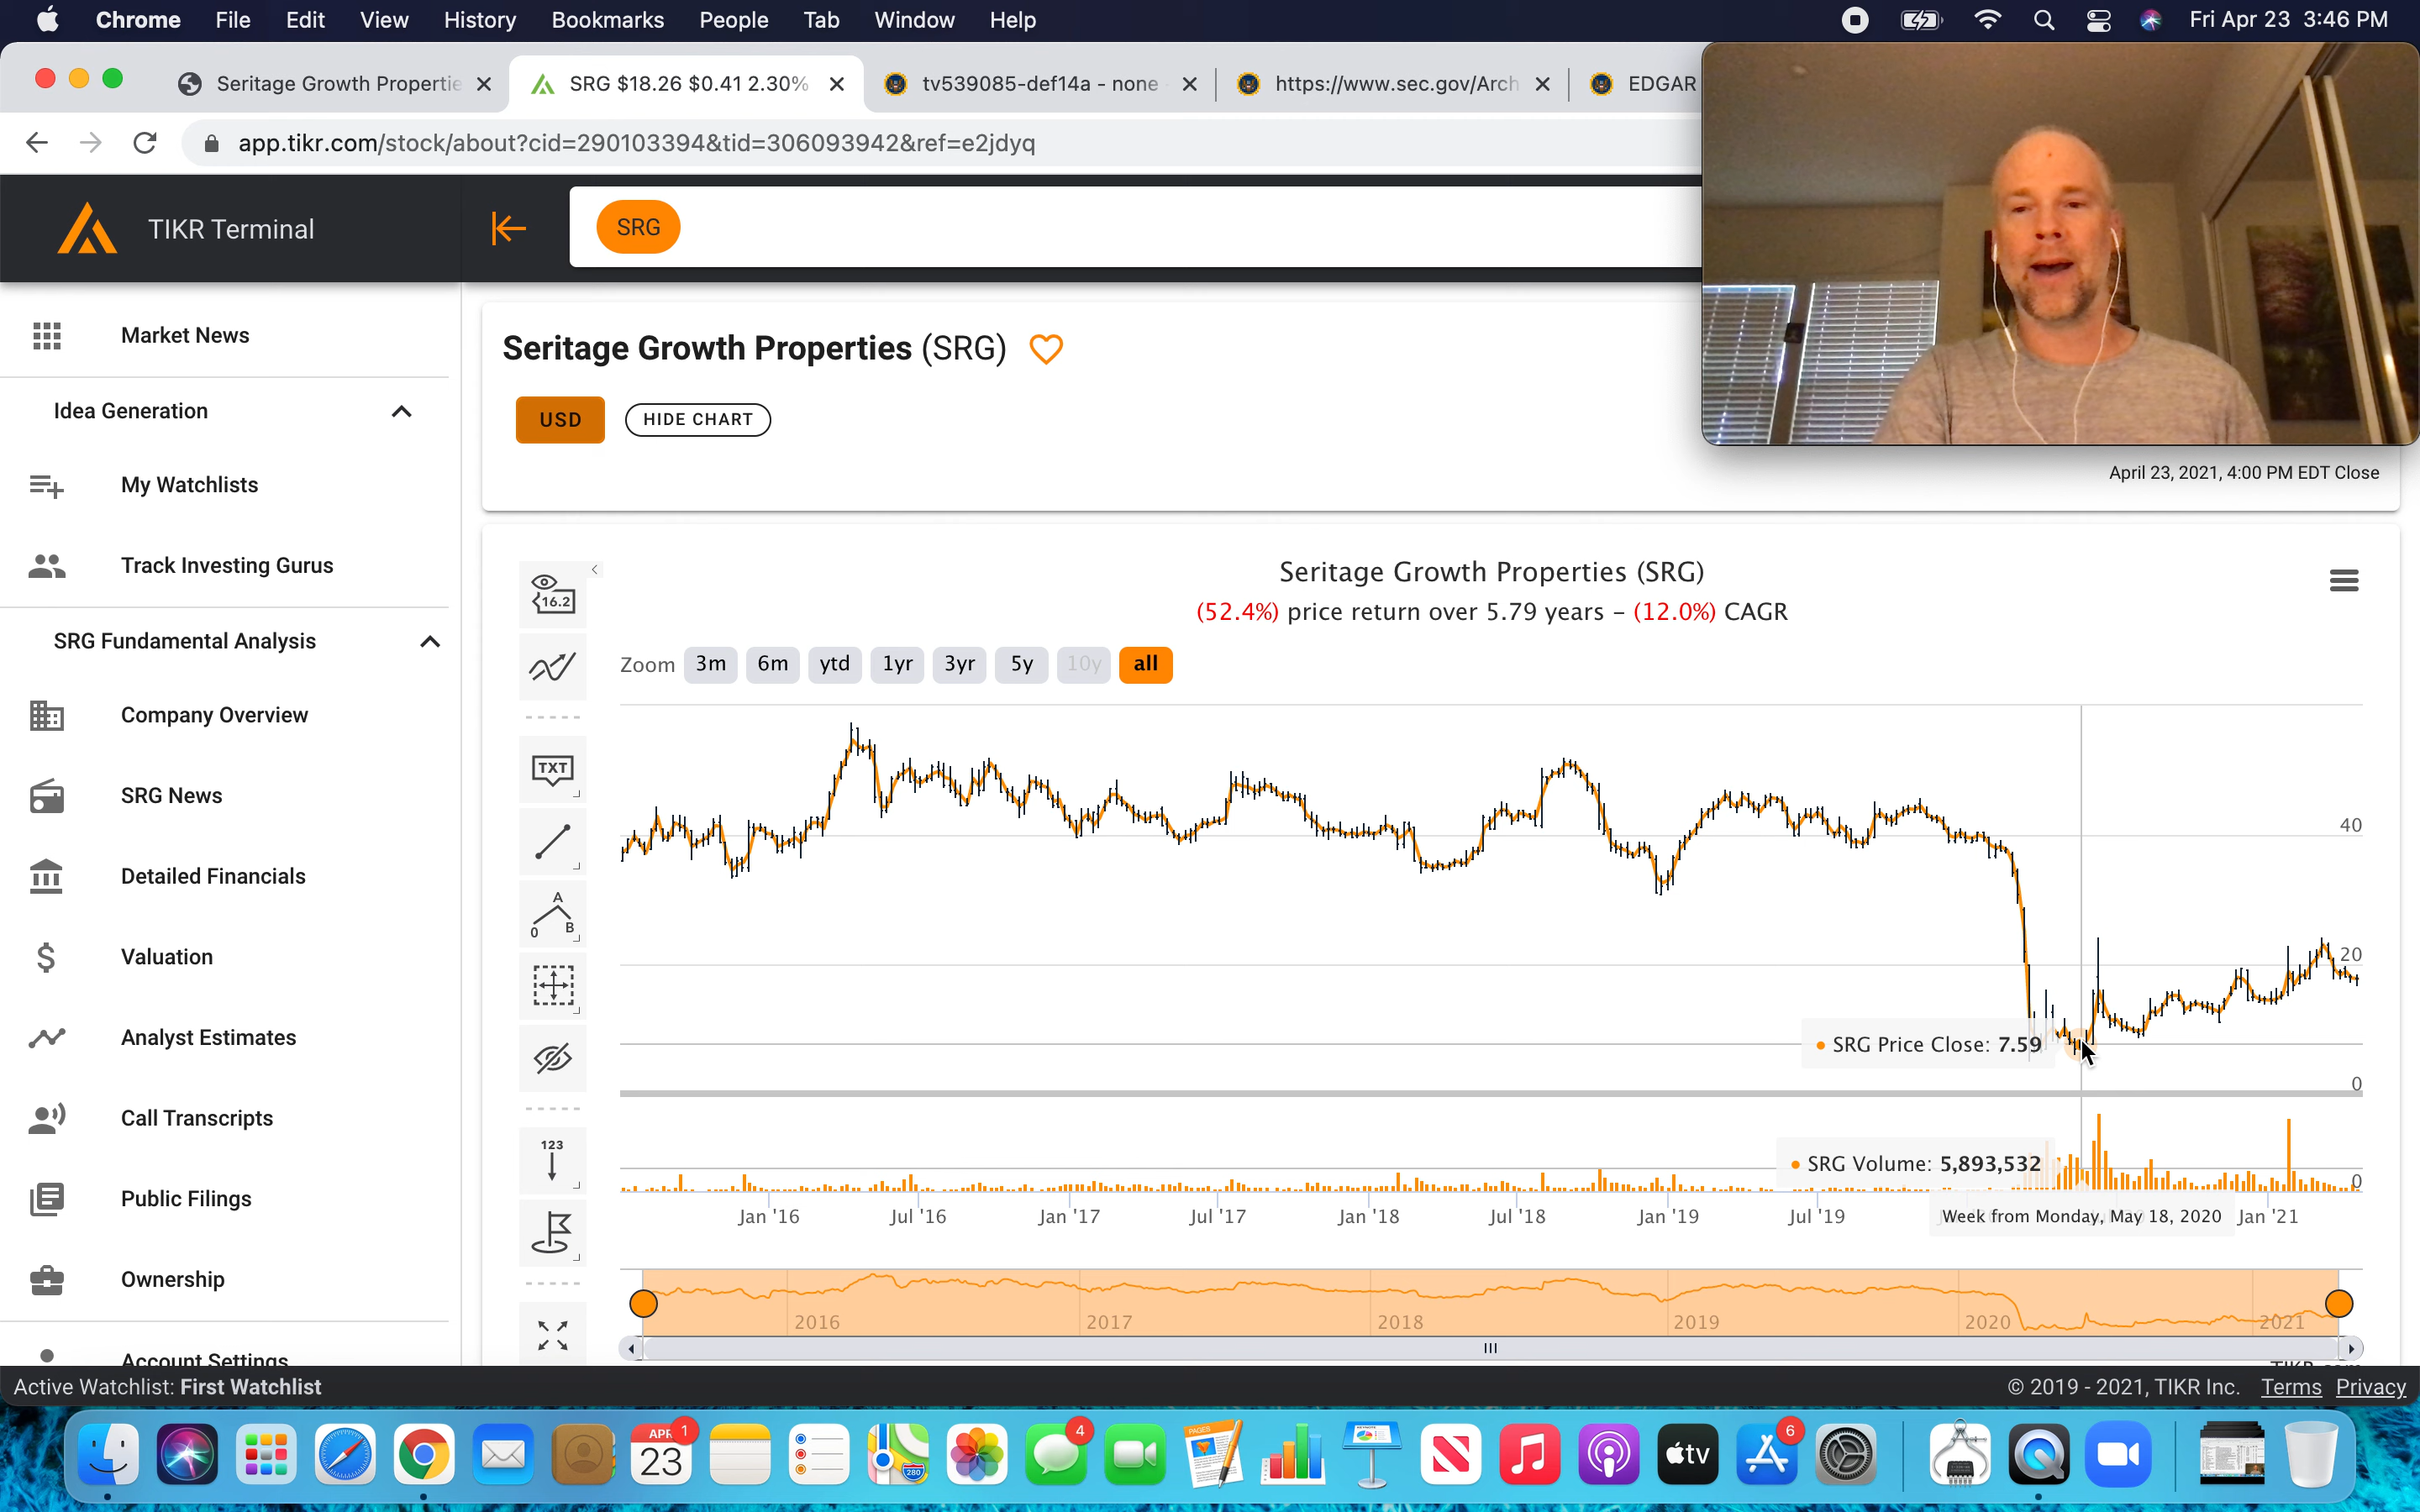 Chrome File Edit View History Bookmarks People Tab Window Help
Fri Apr 23 3:46 PM
Seritage Growth Propertie
SRG $18.26 $0.41 2.30%
tv539085-def14a - none
https://www.sec.gov/Arch
EDGAR
app.tikr.com/stock/about?cid=290103394&tid=306093942&ref=e2jdyq
TIKR Terminal
SRG
Market News
Idea Generation
My Watchlists
Track Investing Gurus
SRG Fundamental Analysis
Company Overview
SRG News
Detailed Financials
Valuation
Analyst Estimates
Call Transcripts
Public Filings
Ownership
Account Settings
Seritage Growth Properties (SRG)
USD
HIDE CHART
April 23, 2021, 4:00 PM EDT Close
Seritage Growth Properties (SRG)
(52.4%) price return over 5.79 years – (12.0%) CAGR
Zoom 3m 6m ytd 1yr 3yr 5y 10y all
16.2
TXT
A
0 B
123
40
20
0
SRG Price Close: 7.59
SRG Volume: 5,893,532
0
Jan '16 Jul '16 Jan '17 Jul '17 Jan '18 Jul '18 Jan '19 Jul '19 Week from Monday, May 18, 2020 Jan '21
2016 2017 2018 2019 2020 2021
Active Watchlist: First Watchlist
© 2019 - 2021, TIKR Inc. Terms Privacy
APR 1
23
280
4
PAGES
KEYNOTE
tv
6